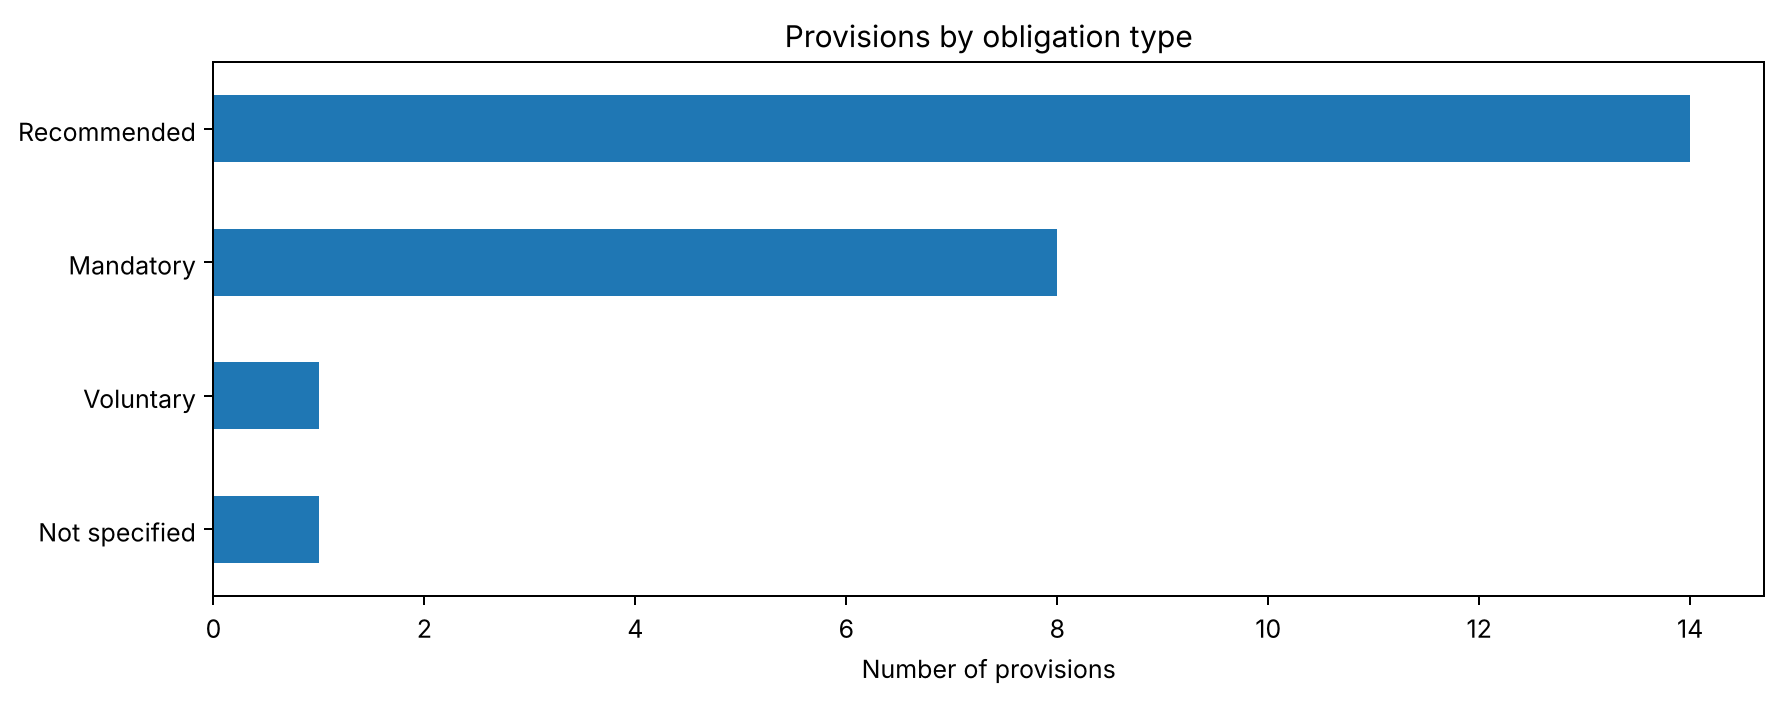 Provisions by obligation type
Recommended
Mandatory
Voluntary
Not specified
0 2 4 6 8 10 12 14
Number of provisions